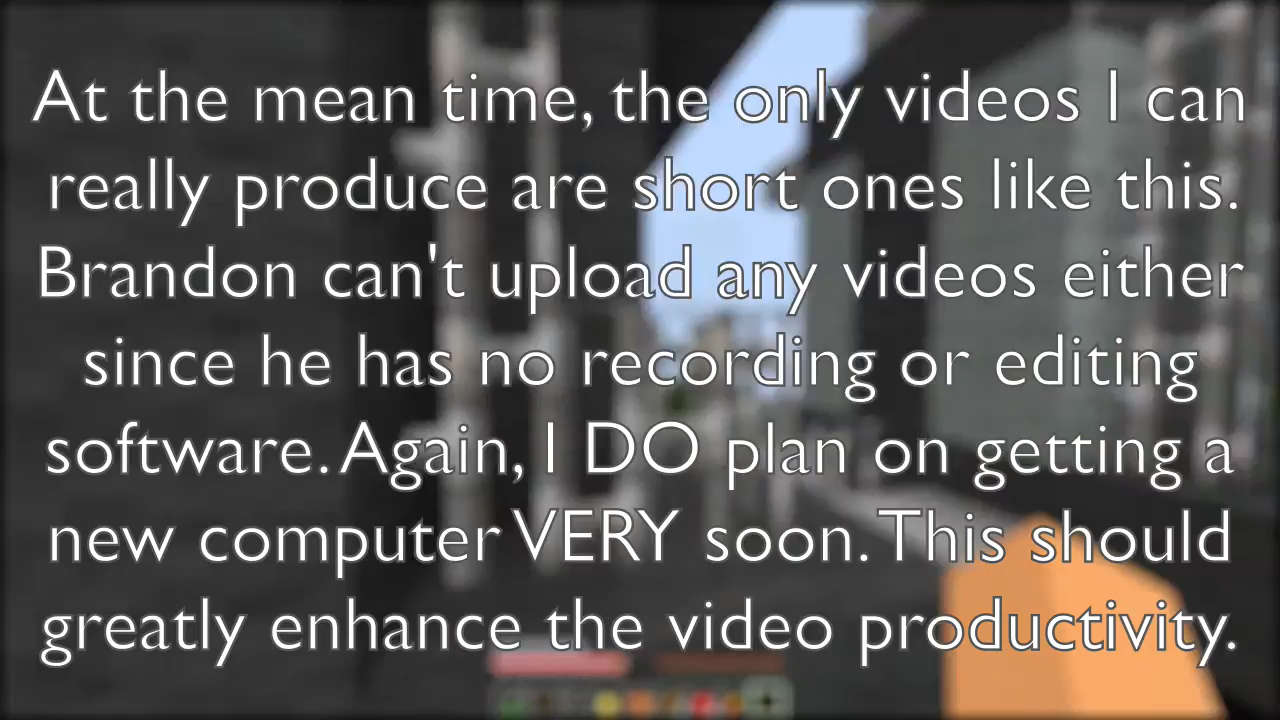 At the mean time, the only videos I can
really produce are short ones like this.
Brandon can't upload any videos either
since he has no recording or editing
software. Again, I DO plan on getting a
new computer VERY soon. This should
greatly enhance the video productivity.